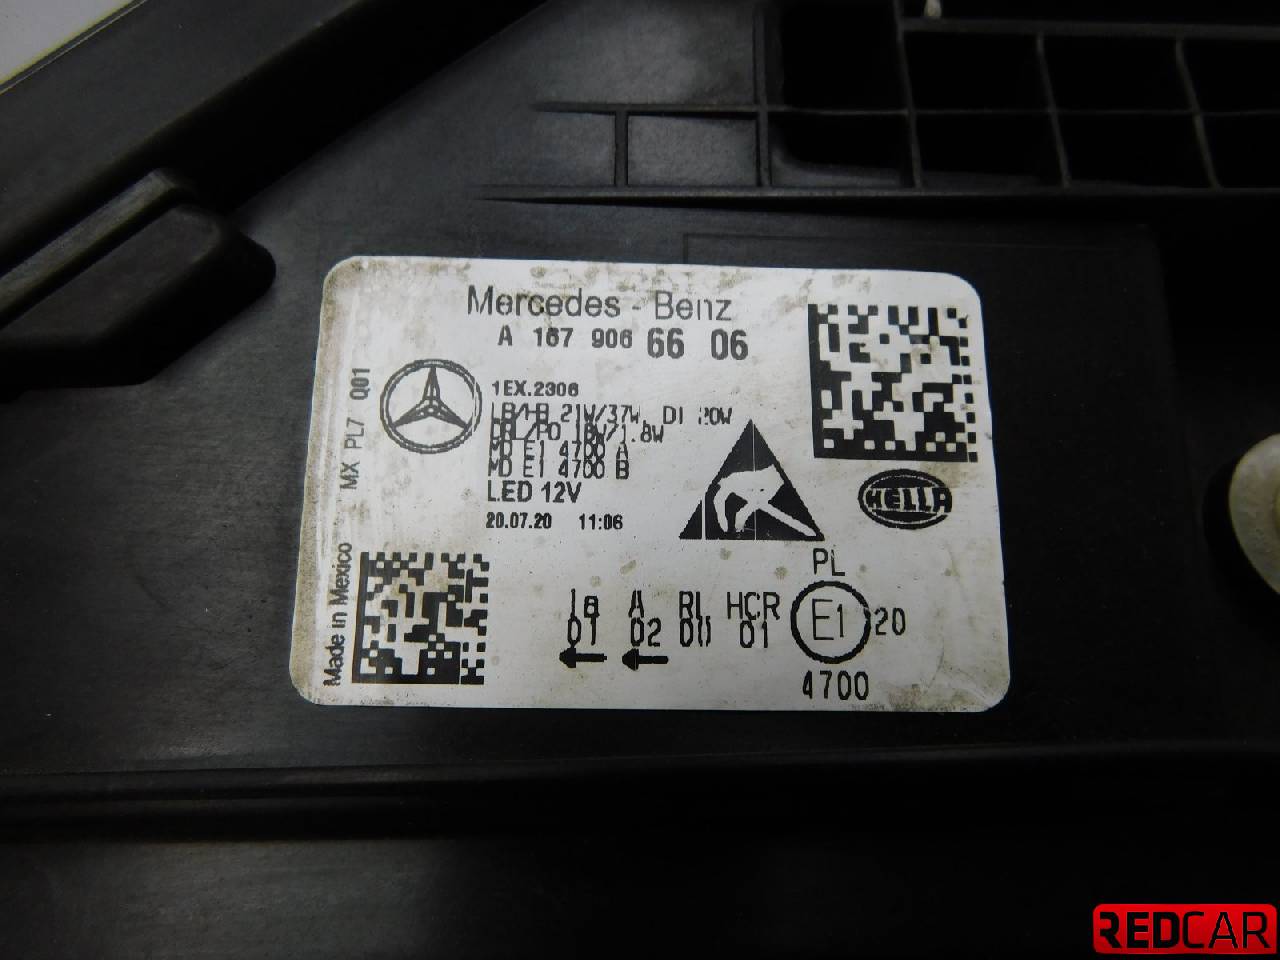 Mercedes - Benz
A 167 906 66 06
1EX.2306
LB/HB 21W/37W, DI 20W
DRL/PO 18W/1.8W
MD E1 4700 A
MD E1 4700 B
LED 12V
20.07.20 11:06
MX PL7 Q01
Made in Mexico
HELLA
PL
1a A RL HCR E1 20
01 02 00 01
4700
REDCAR